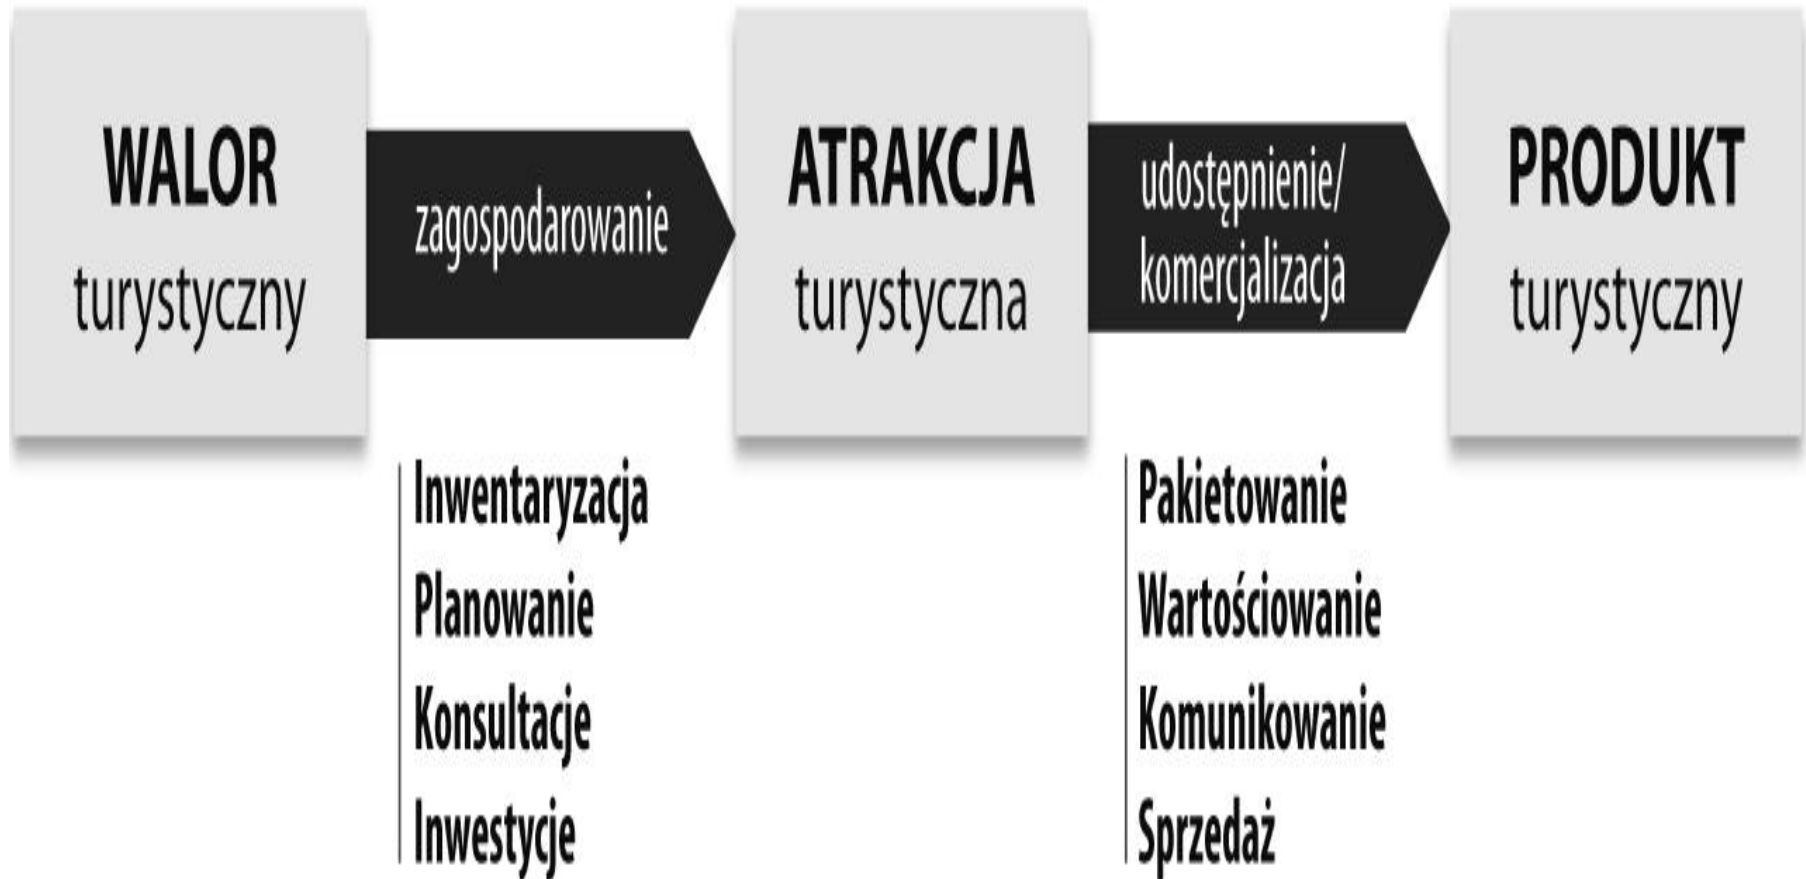 WALOR
turystyczny
zagospodarowanie
ATRAKCJA
turystyczna
udostępnienie/
komercjalizacja
PRODUKT
turystyczny
Inwentaryzacja
Planowanie
Konsultacje
Inwestycje
Pakietowanie
Wartościowanie
Komunikowanie
Sprzedaż